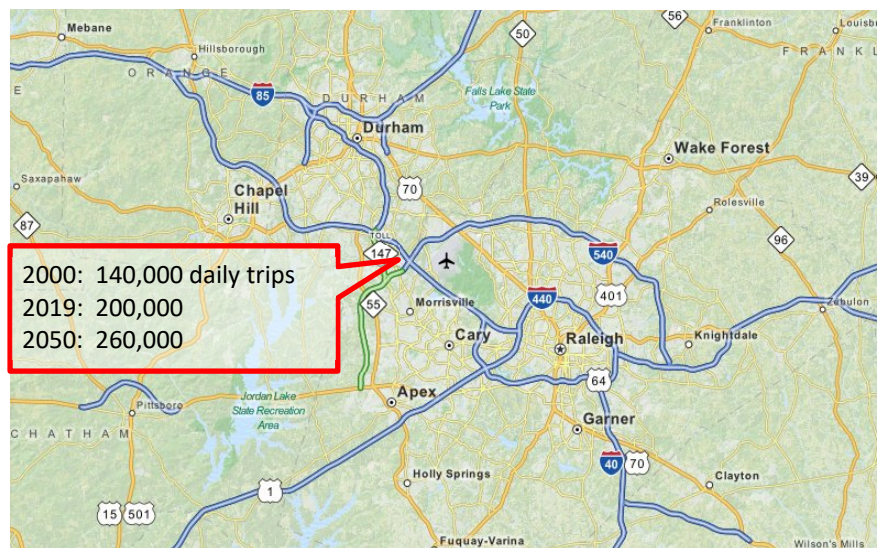 56
Franklinton
Louisbu
Mebane
50
Hillsborough
FRANKL
ORANGE
Falls Lake State
Park
E
85
DURHAM
Durham
Wake Forest
Saxapahaw
39
70
Chapel
Hill
Rolesville
87
TOLL
96
147
540
2000: 140,000 daily trips
2019: 200,000
2050: 260,000
55
440
401
Morrisville
Zebulon
Cary
Raleigh
Knightdale
64
Jordan Lake
State Recreation
Area
Apex
Pittsboro
Garner
CHATHAM
40
70
Holly Springs
Clayton
1
15
501
Fuquay-Varina
Wilson's Mills